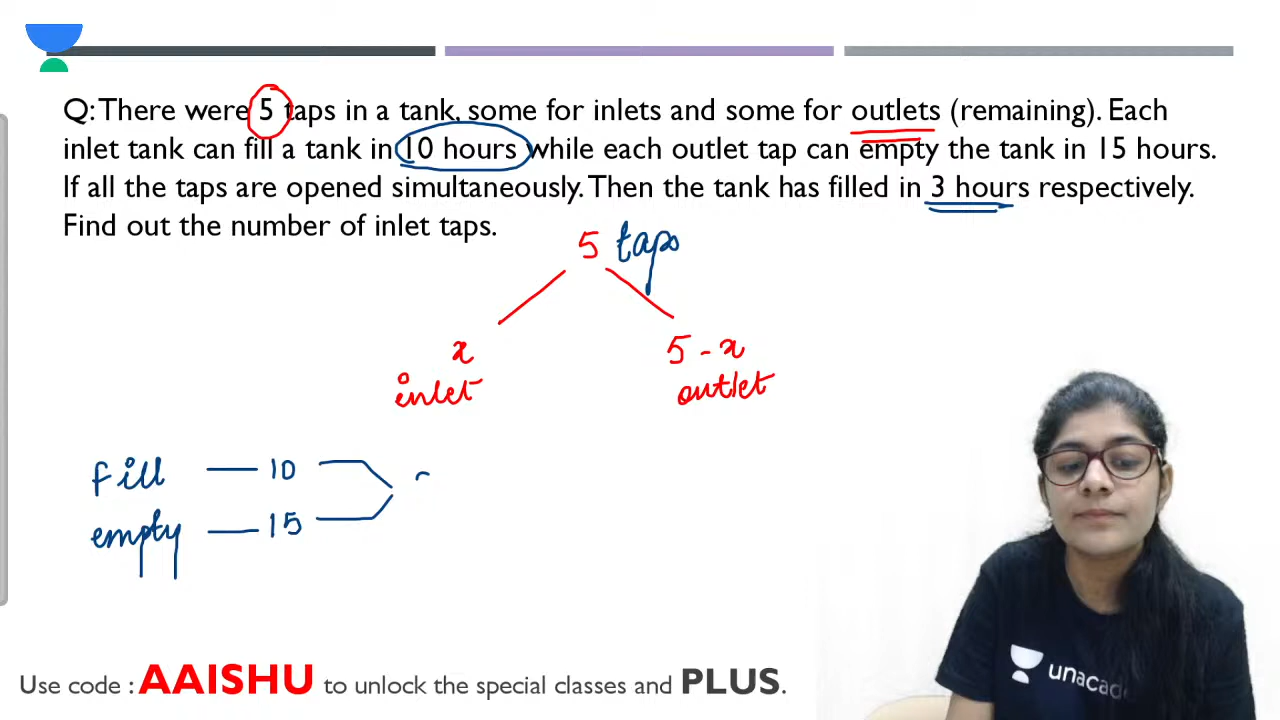 Q: There were 5 taps in a tank, some for inlets and some for outlets (remaining). Each
inlet tank can fill a tank in 10 hours while each outlet tap can empty the tank in 15 hours.
If all the taps are opened simultaneously. Then the tank has filled in 3 hours respectively.
Find out the number of inlet taps.
5 taps
x 5-x
inlet outlet
fill — 10
empty — 15
unacade
Use code : AAISHU to unlock the special classes and PLUS.